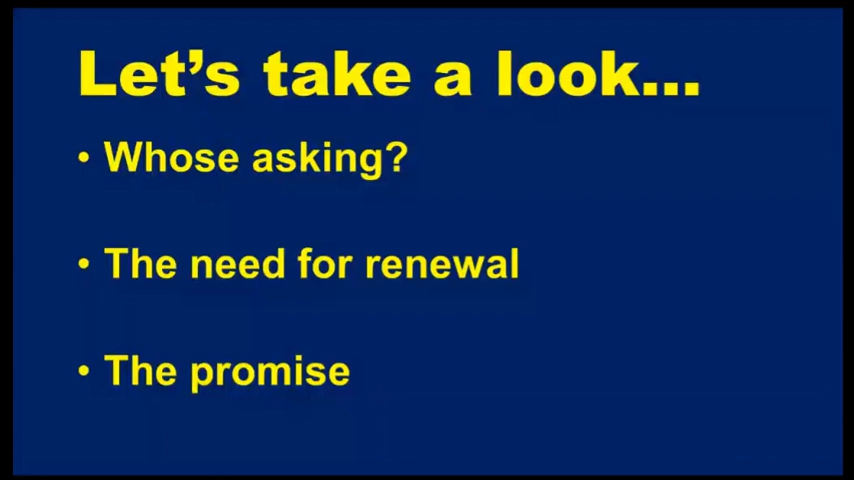 Let's take a look...
• Whose asking?
• The need for renewal
• The promise